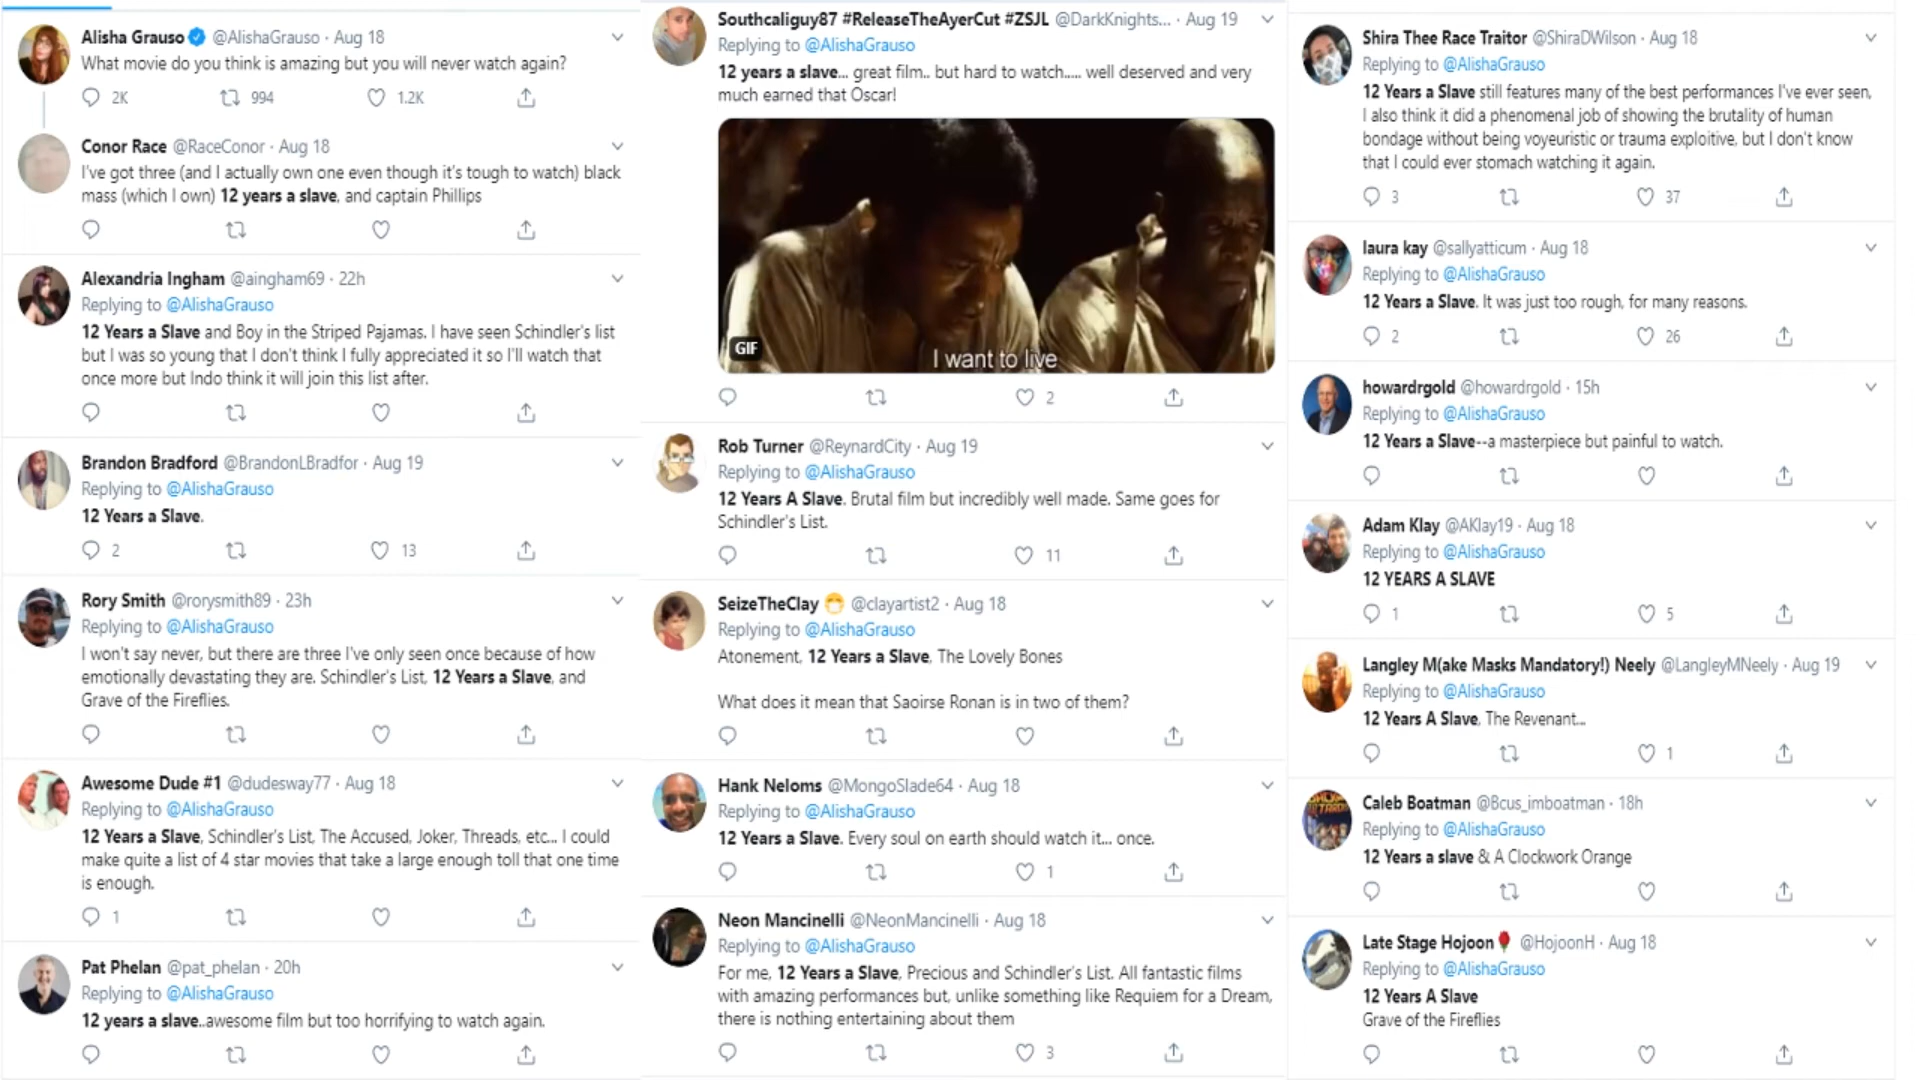 Alisha Grauso @AlishaGrauso · Aug 18
What movie do you think is amazing but you will never watch again?
2K 994 1.2K
Conor Race @RaceConor · Aug 18
I've got three (and I actually own one even though it's tough to watch) black
mass (which I own) 12 years a slave, and captain Phillips
Alexandria Ingham @aingham69 · 22h
Replying to @AlishaGrauso
12 Years a Slave and Boy in the Striped Pajamas. I have seen Schindler's list
but I was so young that I don't think I fully appreciated it so I'll watch that
once more but Indo think it will join this list after.
Brandon Bradford @BrandonLBradfor · Aug 19
Replying to @AlishaGrauso
12 Years a Slave.
2 13
Rory Smith @rorysmith89 · 23h
Replying to @AlishaGrauso
I won't say never, but there are three I've only seen once because of how
emotionally devastating they are. Schindler's List, 12 Years a Slave, and
Grave of the Fireflies.
Awesome Dude #1 @dudesway77 · Aug 18
Replying to @AlishaGrauso
12 Years a Slave, Schindler's List, The Accused, Joker, Threads, etc... I could
make quite a list of 4 star movies that take a large enough toll that one time
is enough.
1
Pat Phelan @pat_phelan · 20h
Replying to @AlishaGrauso
12 years a slave..awesome film but too horrifying to watch again.
Southcaliguy87 #ReleaseTheAyerCut #ZSJL @DarkKnights... · Aug 19
Replying to @AlishaGrauso
12 years a slave... great film.. but hard to watch..... well deserved and very
much earned that Oscar!
GIF
I want to live
2
Rob Turner @ReynardCity · Aug 19
Replying to @AlishaGrauso
12 Years A Slave. Brutal film but incredibly well made. Same goes for
Schindler's List.
11
SeizeTheClay 😷 @clayartist2 · Aug 18
Replying to @AlishaGrauso
Atonement, 12 Years a Slave, The Lovely Bones
What does it mean that Saoirse Ronan is in two of them?
Hank Neloms @MongoSlade64 · Aug 18
Replying to @AlishaGrauso
12 Years a Slave. Every soul on earth should watch it... once.
1
Neon Mancinelli @NeonMancinelli · Aug 18
Replying to @AlishaGrauso
For me, 12 Years a Slave, Precious and Schindler's List. All fantastic films
with amazing performances but, unlike something like Requiem for a Dream,
there is nothing entertaining about them
3
Shira Thee Race Traitor @ShiraDWilson · Aug 18
Replying to @AlishaGrauso
12 Years a Slave still features many of the best performances I've ever seen,
I also think it did a phenomenal job of showing the brutality of human
bondage without being voyeuristic or trauma exploitive, but I don't know
that I could ever stomach watching it again.
3 37
laura kay @sallyatticum · Aug 18
Replying to @AlishaGrauso
12 Years a Slave. It was just too rough, for many reasons.
2 26
howardrgold @howardrgold · 15h
Replying to @AlishaGrauso
12 Years a Slave--a masterpiece but painful to watch.
Adam Klay @AKlay19 · Aug 18
Replying to @AlishaGrauso
12 YEARS A SLAVE
1 5
Langley M(ake Masks Mandatory!) Neely @LangleyMNeely · Aug 19
Replying to @AlishaGrauso
12 Years A Slave, The Revenant...
1
Caleb Boatman @Bcus_imboatman · 18h
Replying to @AlishaGrauso
12 Years a slave & A Clockwork Orange
Late Stage Hojoon🌹 @HojoonH · Aug 18
Replying to @AlishaGrauso
12 Years A Slave
Grave of the Fireflies